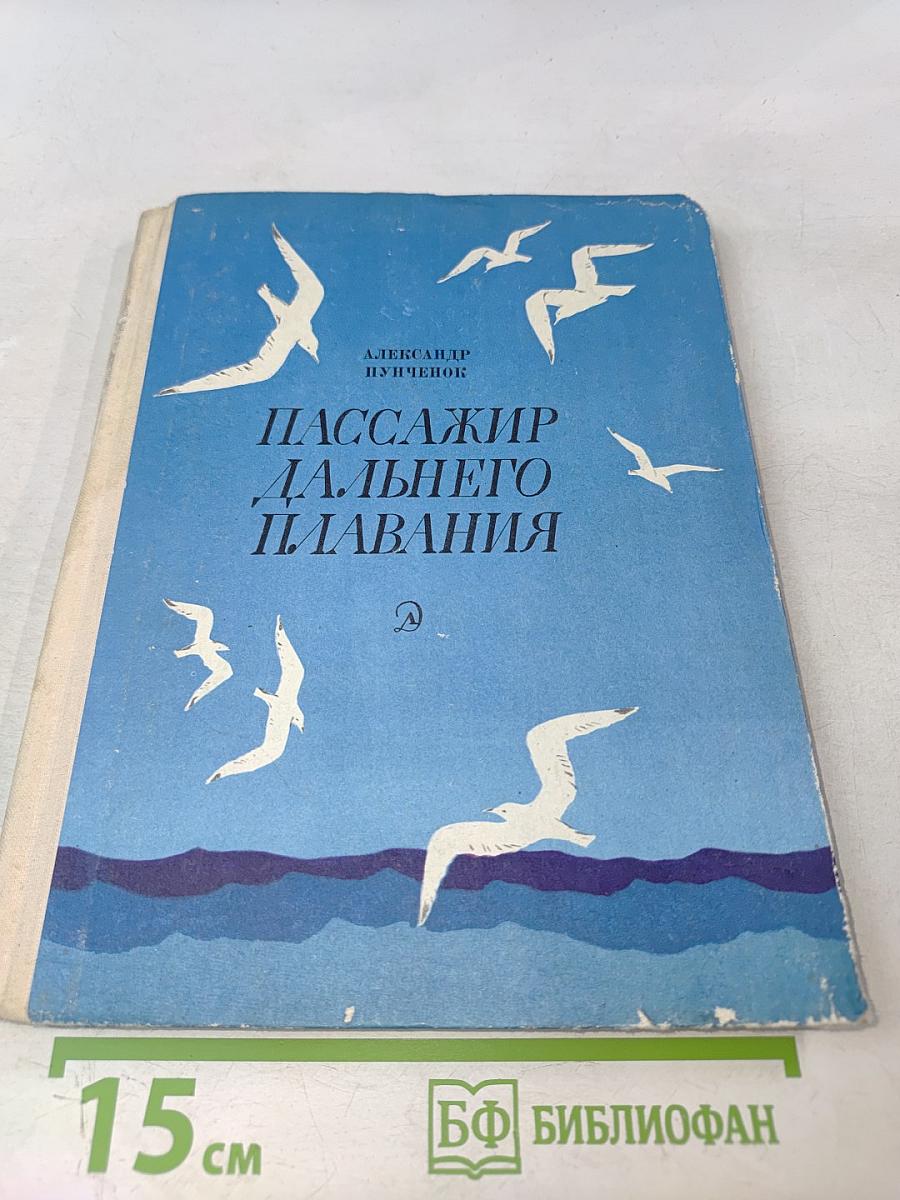 АЛЕКСАНДР
ПУНЧЕНОК
ПАССАЖИР
ДАЛЬНЕГО
ПЛАВАНИЯ
Д
15 см
БФ БИБЛИОФАН